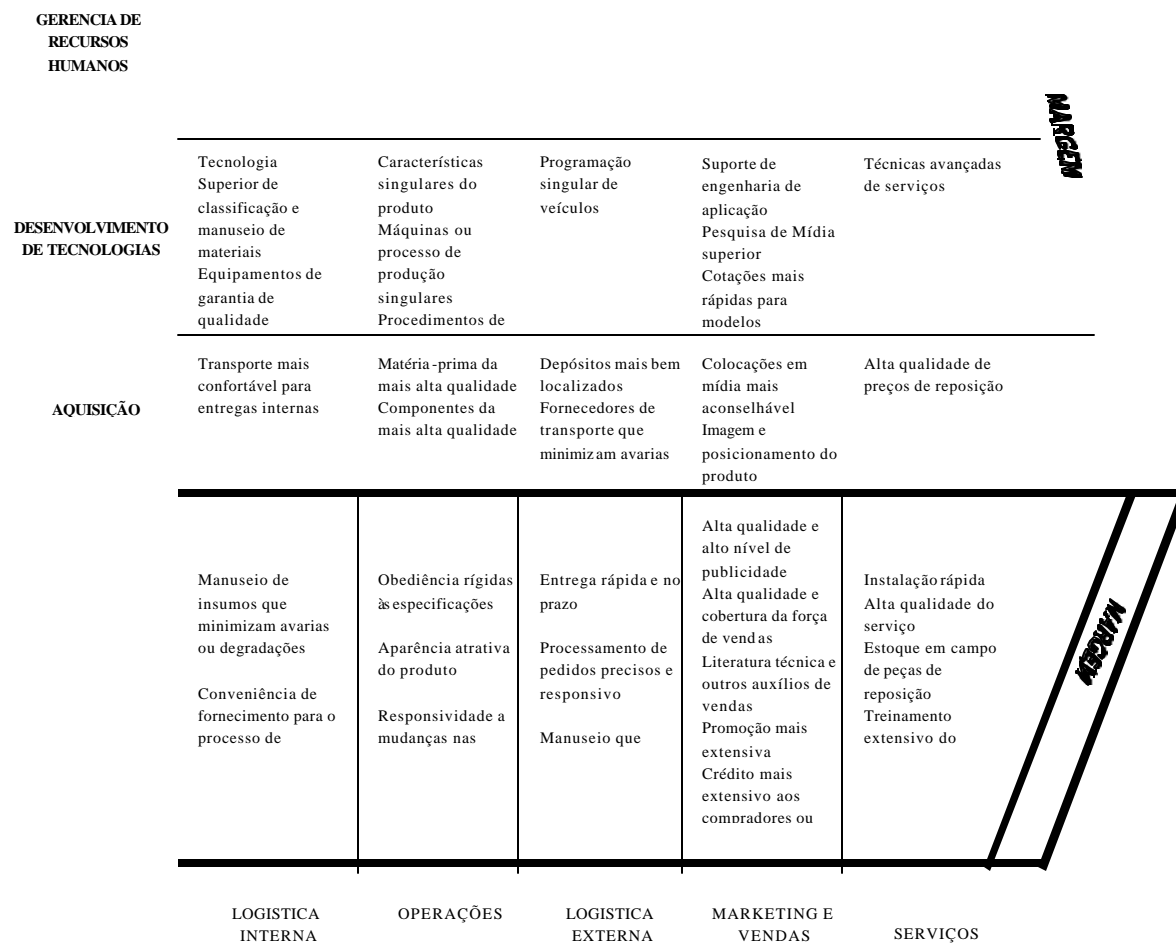 GERENCIA DE
RECURSOS
HUMANOS
MARGEM
DESENVOLVIMENTO
DE TECNOLOGIAS
Tecnologia
Superior de
classificação e
manuseio de
materiais
Equipamentos de
garantia de
qualidade
Características
singulares do
produto
Máquinas ou
processo de
produção
singulares
Procedimentos de
Programação
singular de
veículos
Suporte de
engenharia de
aplicação
Pesquisa de Mídia
superior
Cotações mais
rápidas para
modelos
Técnicas avançadas
de serviços
AQUISIÇÃO
Transporte mais
confortável para
entregas internas
Matéria-prima da
mais alta qualidade
Componentes da
mais alta qualidade
Depósitos mais bem
localizados
Fornecedores de
transporte que
minimizam avarias
Colocações em
mídia mais
aconselhável
Imagem e
posicionamento do
produto
Alta qualidade de
preços de reposição
Manuseio de
insumos que
minimizam avarias
ou degradações
Conveniência de
fornecimento para o
processo de
Obediência rígidas
às especificações
Aparência atrativa
do produto
Responsividade a
mudanças nas
Entrega rápida e no
prazo
Processamento de
pedidos precisos e
responsivo
Manuseio que
Alta qualidade e
alto nível de
publicidade
Alta qualidade e
cobertura da força
de vendas
Literatura técnica e
outros auxílios de
vendas
Promoção mais
extensiva
Crédito mais
extensivo aos
compradores ou
Instalação rápida
Alta qualidade do
serviço
Estoque em campo
de peças de
reposição
Treinamento
extensivo do
MARGEM
LOGISTICA
INTERNA
OPERAÇÕES
LOGISTICA
EXTERNA
MARKETING E
VENDAS
SERVIÇOS